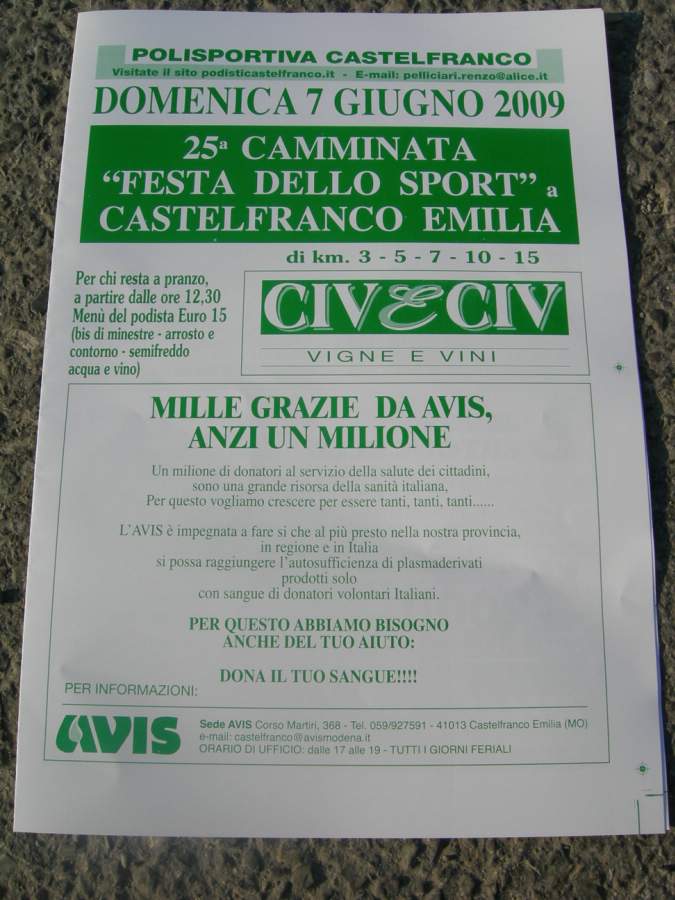 POLISPORTIVA CASTELFRANCO
Visitate il sito podisticastelfranco.it - E-mail: pelliciari.renzo@alice.it
DOMENICA 7 GIUGNO 2009
25ª CAMMINATA
“FESTA DELLO SPORT” a
CASTELFRANCO EMILIA
di km. 3 - 5 - 7 - 10 - 15
Per chi resta a pranzo,
a partire dalle ore 12,30
Menù del podista Euro 15
(bis di minestre - arrosto e
contorno - semifreddo
acqua e vino)
CIV E CIV
VIGNE E VINI
MILLE GRAZIE DA AVIS,
ANZI UN MILIONE
Un milione di donatori al servizio della salute dei cittadini,
sono una grande risorsa della sanità italiana,
Per questo vogliamo crescere per essere tanti, tanti, tanti......
L'AVIS è impegnata a fare si che al più presto nella nostra provincia,
in regione e in Italia
si possa raggiungere l'autosufficienza di plasmaderivati
prodotti solo
con sangue di donatori volontari Italiani.
PER QUESTO ABBIAMO BISOGNO
ANCHE DEL TUO AIUTO:
DONA IL TUO SANGUE!!!!
PER INFORMAZIONI:
AVIS
Sede AVIS Corso Martiri, 368 - Tel. 059/927591 - 41013 Castelfranco Emilia (MO)
e-mail: castelfranco@avismodena.it
ORARIO DI UFFICIO: dalle 17 alle 19 - TUTTI I GIORNI FERIALI